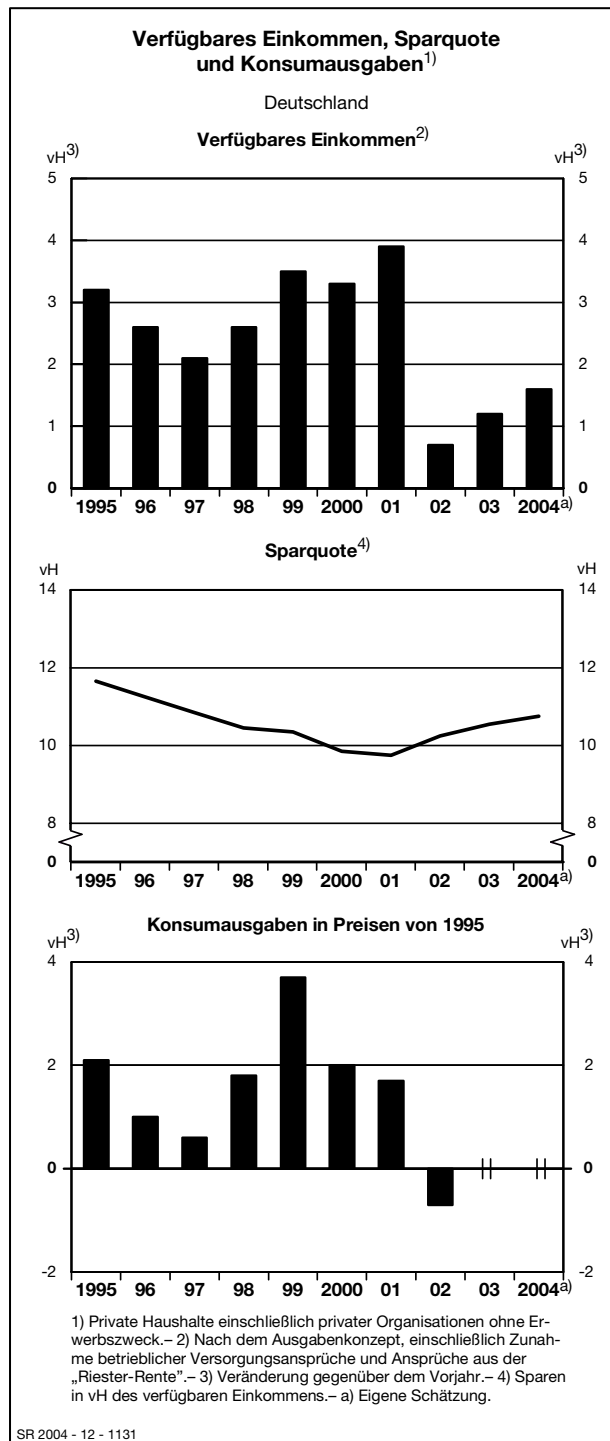 Verfügbares Einkommen, Sparquote
und Konsumausgaben1)
Deutschland
Verfügbares Einkommen2)
vH3) vH3)
5 5
4 4
3 3
2 2
1 1
0 0
1995 96 97 98 99 2000 01 02 03 2004a)
Sparquote4)
vH vH
14 14
12 12
10 10
8 8
0 0
1995 96 97 98 99 2000 01 02 03 2004a)
Konsumausgaben in Preisen von 1995
vH3) vH3)
4 4
2 2
0 0
-2 -2
1995 96 97 98 99 2000 01 02 03 2004a)
1) Private Haushalte einschließlich privater Organisationen ohne Er-
werbszweck.– 2) Nach dem Ausgabenkonzept, einschließlich Zunah-
me betrieblicher Versorgungsansprüche und Ansprüche aus der
„Riester-Rente”.– 3) Veränderung gegenüber dem Vorjahr.– 4) Sparen
in vH des verfügbaren Einkommens.– a) Eigene Schätzung.
SR 2004 - 12 - 1131